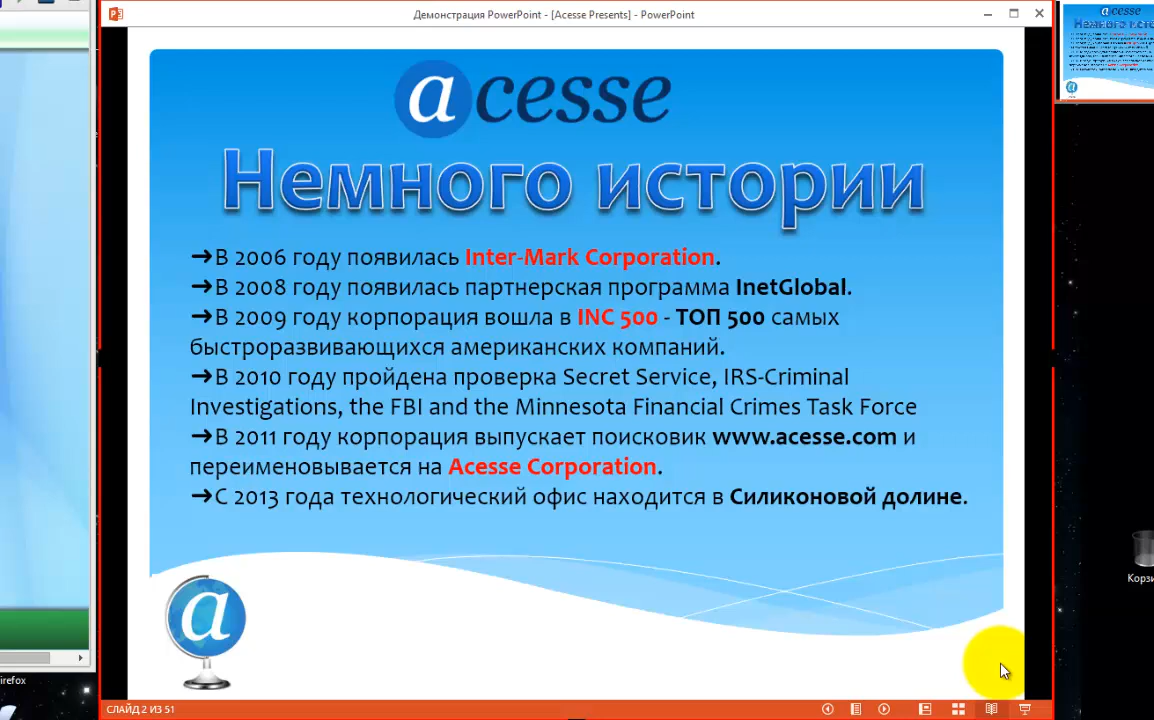 Демонстрация PowerPoint - [Acesse Presents] - PowerPoint
acesse
Немного истории
➔В 2006 году появилась Inter-Mark Corporation.
➔В 2008 году появилась партнерская программа InetGlobal.
➔В 2009 году корпорация вошла в INC 500 - ТОП 500 самых
быстроразвивающихся американских компаний.
➔В 2010 году пройдена проверка Secret Service, IRS-Criminal
Investigations, the FBI and the Minnesota Financial Crimes Task Force
➔В 2011 году корпорация выпускает поисковик www.acesse.com и
переименовывается на Acesse Corporation.
➔С 2013 года технологический офис находится в Силиконовой долине.
a
СЛАЙД 2 ИЗ 51
irefox
Корзи
acesse
Немного исто